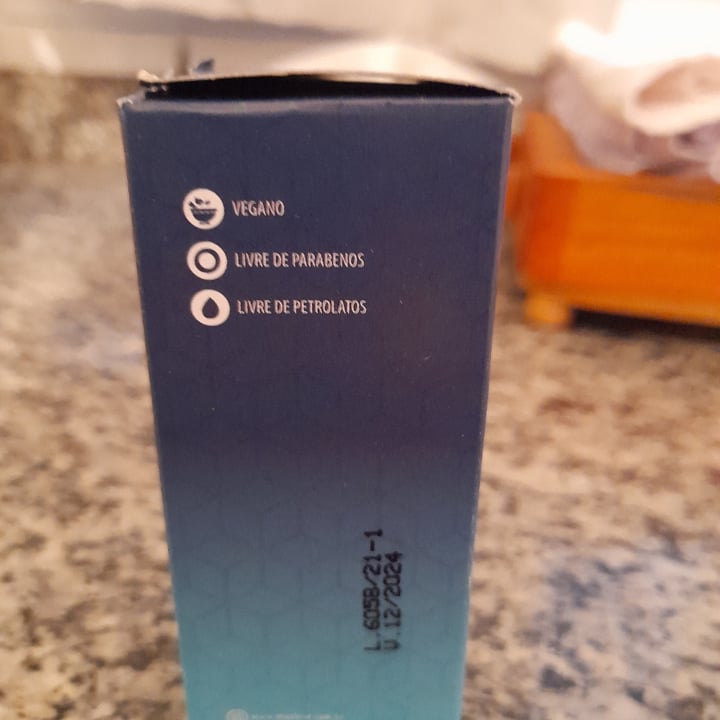 VEGANO
LIVRE DE PARABENOS
LIVRE DE PETROLATOS
L.6058/21-1
V.12/2024